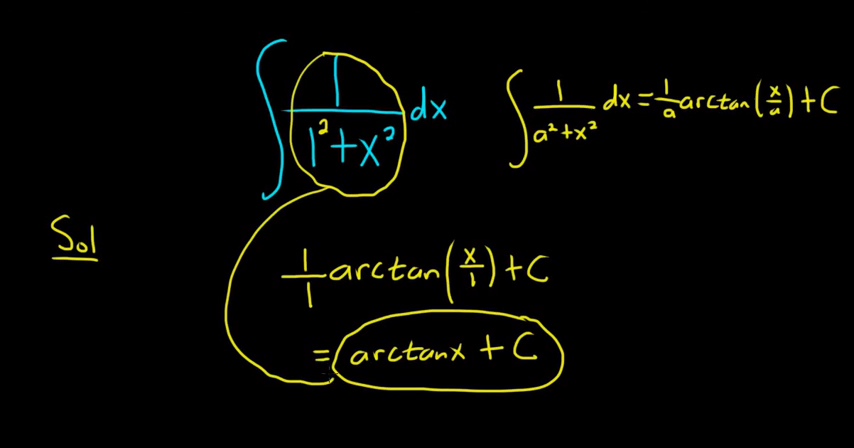 ∫ 1/(1²+x²) dx
∫ 1/(a²+x²) dx = 1/a arctan(x/a) + C
Sol
1/1 arctan(x/1) + C
= arctanx + C